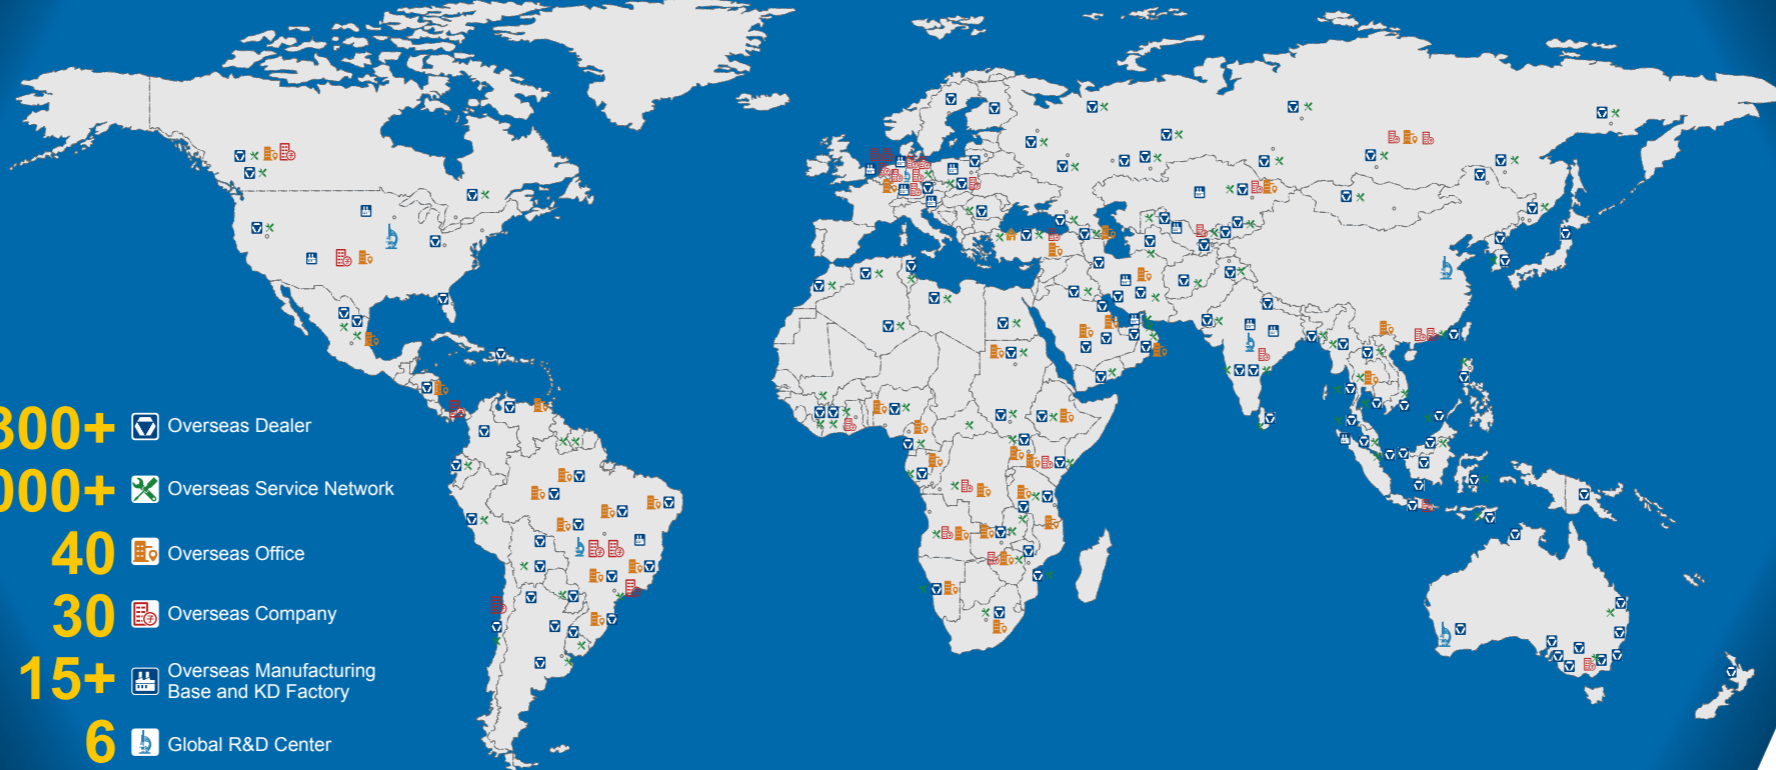 300+ Overseas Dealer
000+ Overseas Service Network
40 Overseas Office
30 Overseas Company
15+ Overseas Manufacturing
Base and KD Factory
6 Global R&D Center